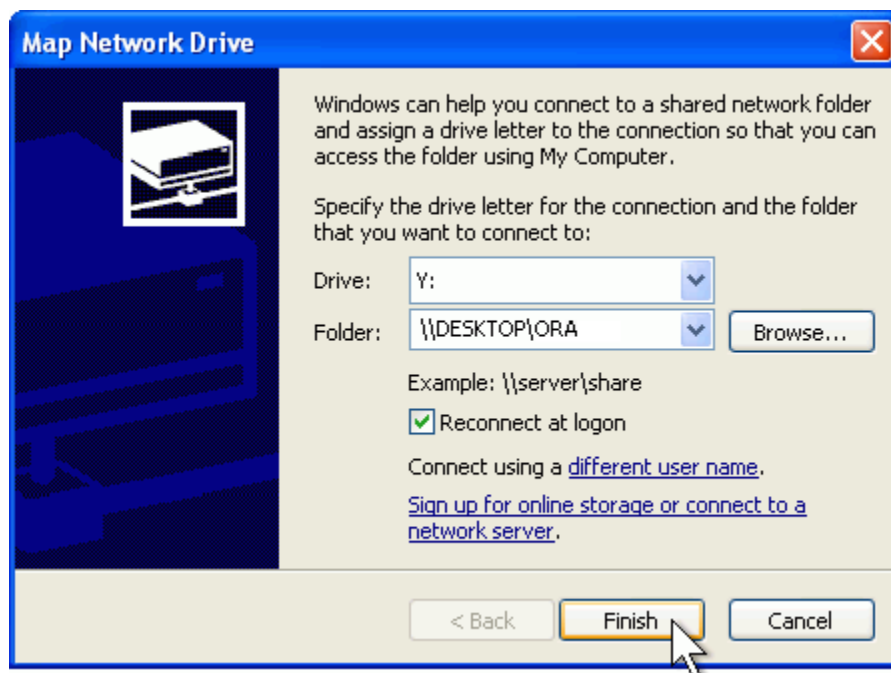 Map Network Drive
Windows can help you connect to a shared network folder
and assign a drive letter to the connection so that you can
access the folder using My Computer.
Specify the drive letter for the connection and the folder
that you want to connect to:
Drive: Y:
Folder: \\DESKTOP\ORA Browse...
Example: \\server\share
Reconnect at logon
Connect using a different user name.
Sign up for online storage or connect to a
network server.
< Back Finish Cancel